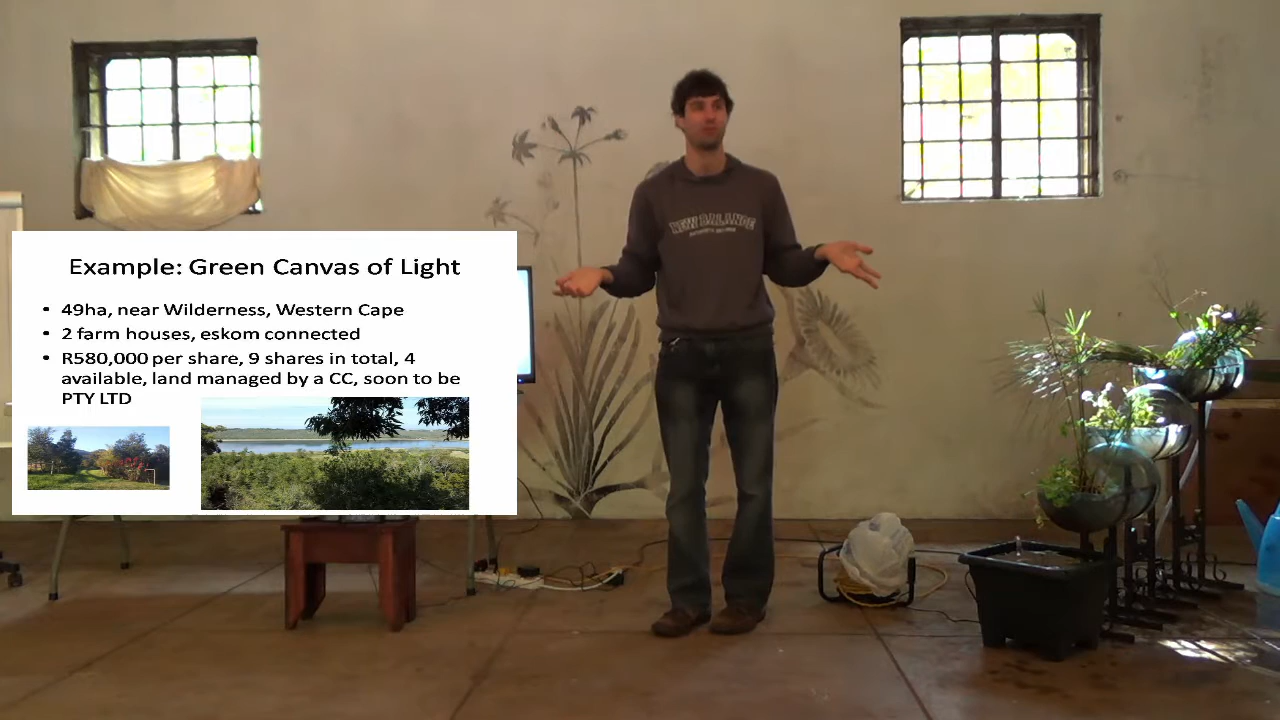 Example: Green Canvas of Light
• 49ha, near Wilderness, Western Cape
• 2 farm houses, eskom connected
• R580,000 per share, 9 shares in total, 4
available, land managed by a CC, soon to be
PTY LTD
NEW BALANCE